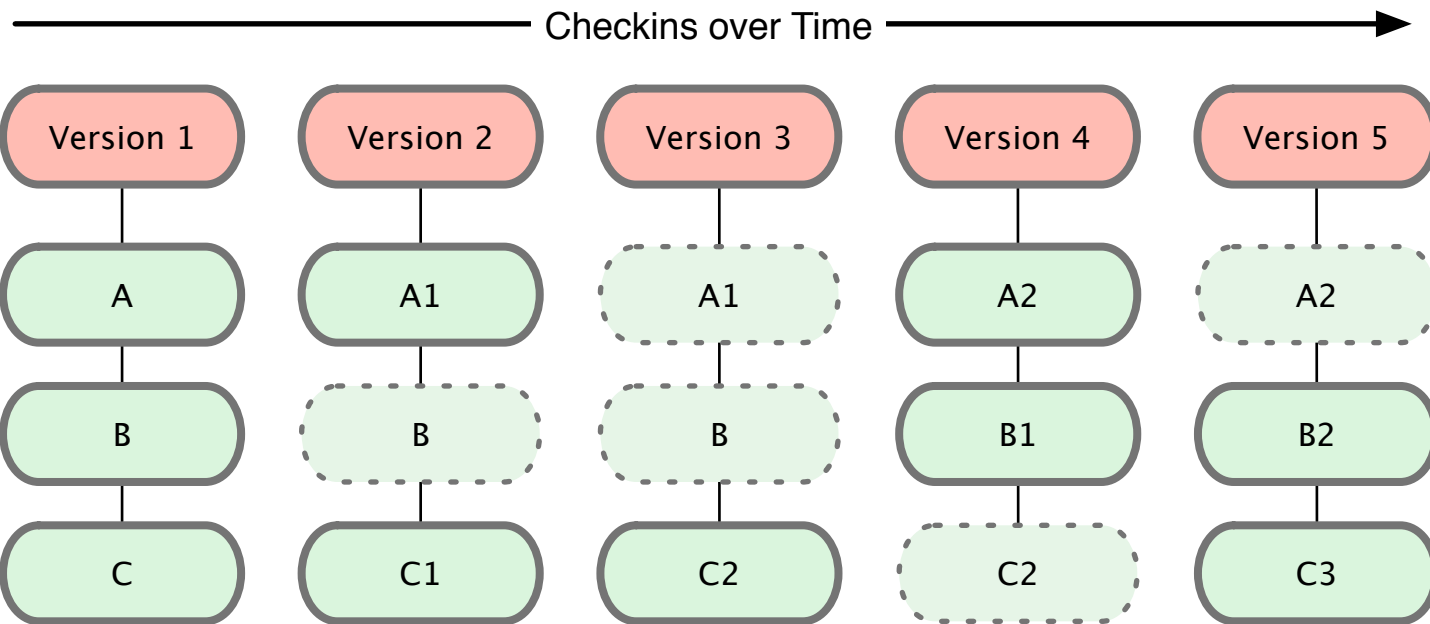 Checkins over Time
Version 1 Version 2 Version 3 Version 4 Version 5
A A1 A1 A2 A2
B B B B1 B2
C C1 C2 C2 C3